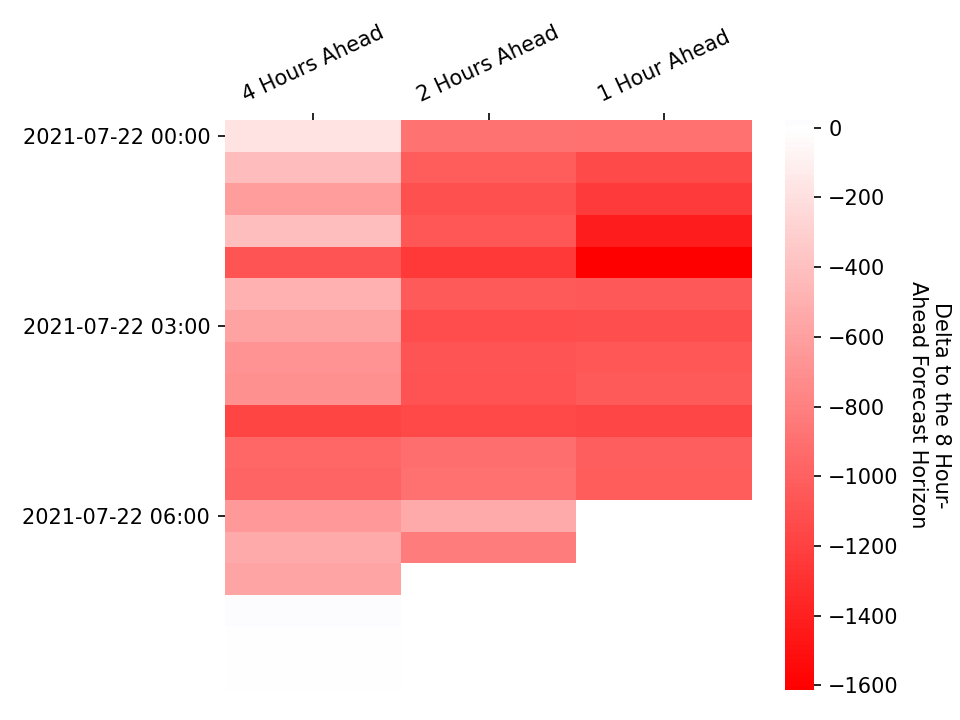 4 Hours Ahead
2 Hours Ahead
1 Hour Ahead
2021-07-22 00:00
2021-07-22 03:00
2021-07-22 06:00
0
−200
−400
−600
−800
−1000
−1200
−1400
−1600
Delta to the 8 Hour-
Ahead Forecast Horizon